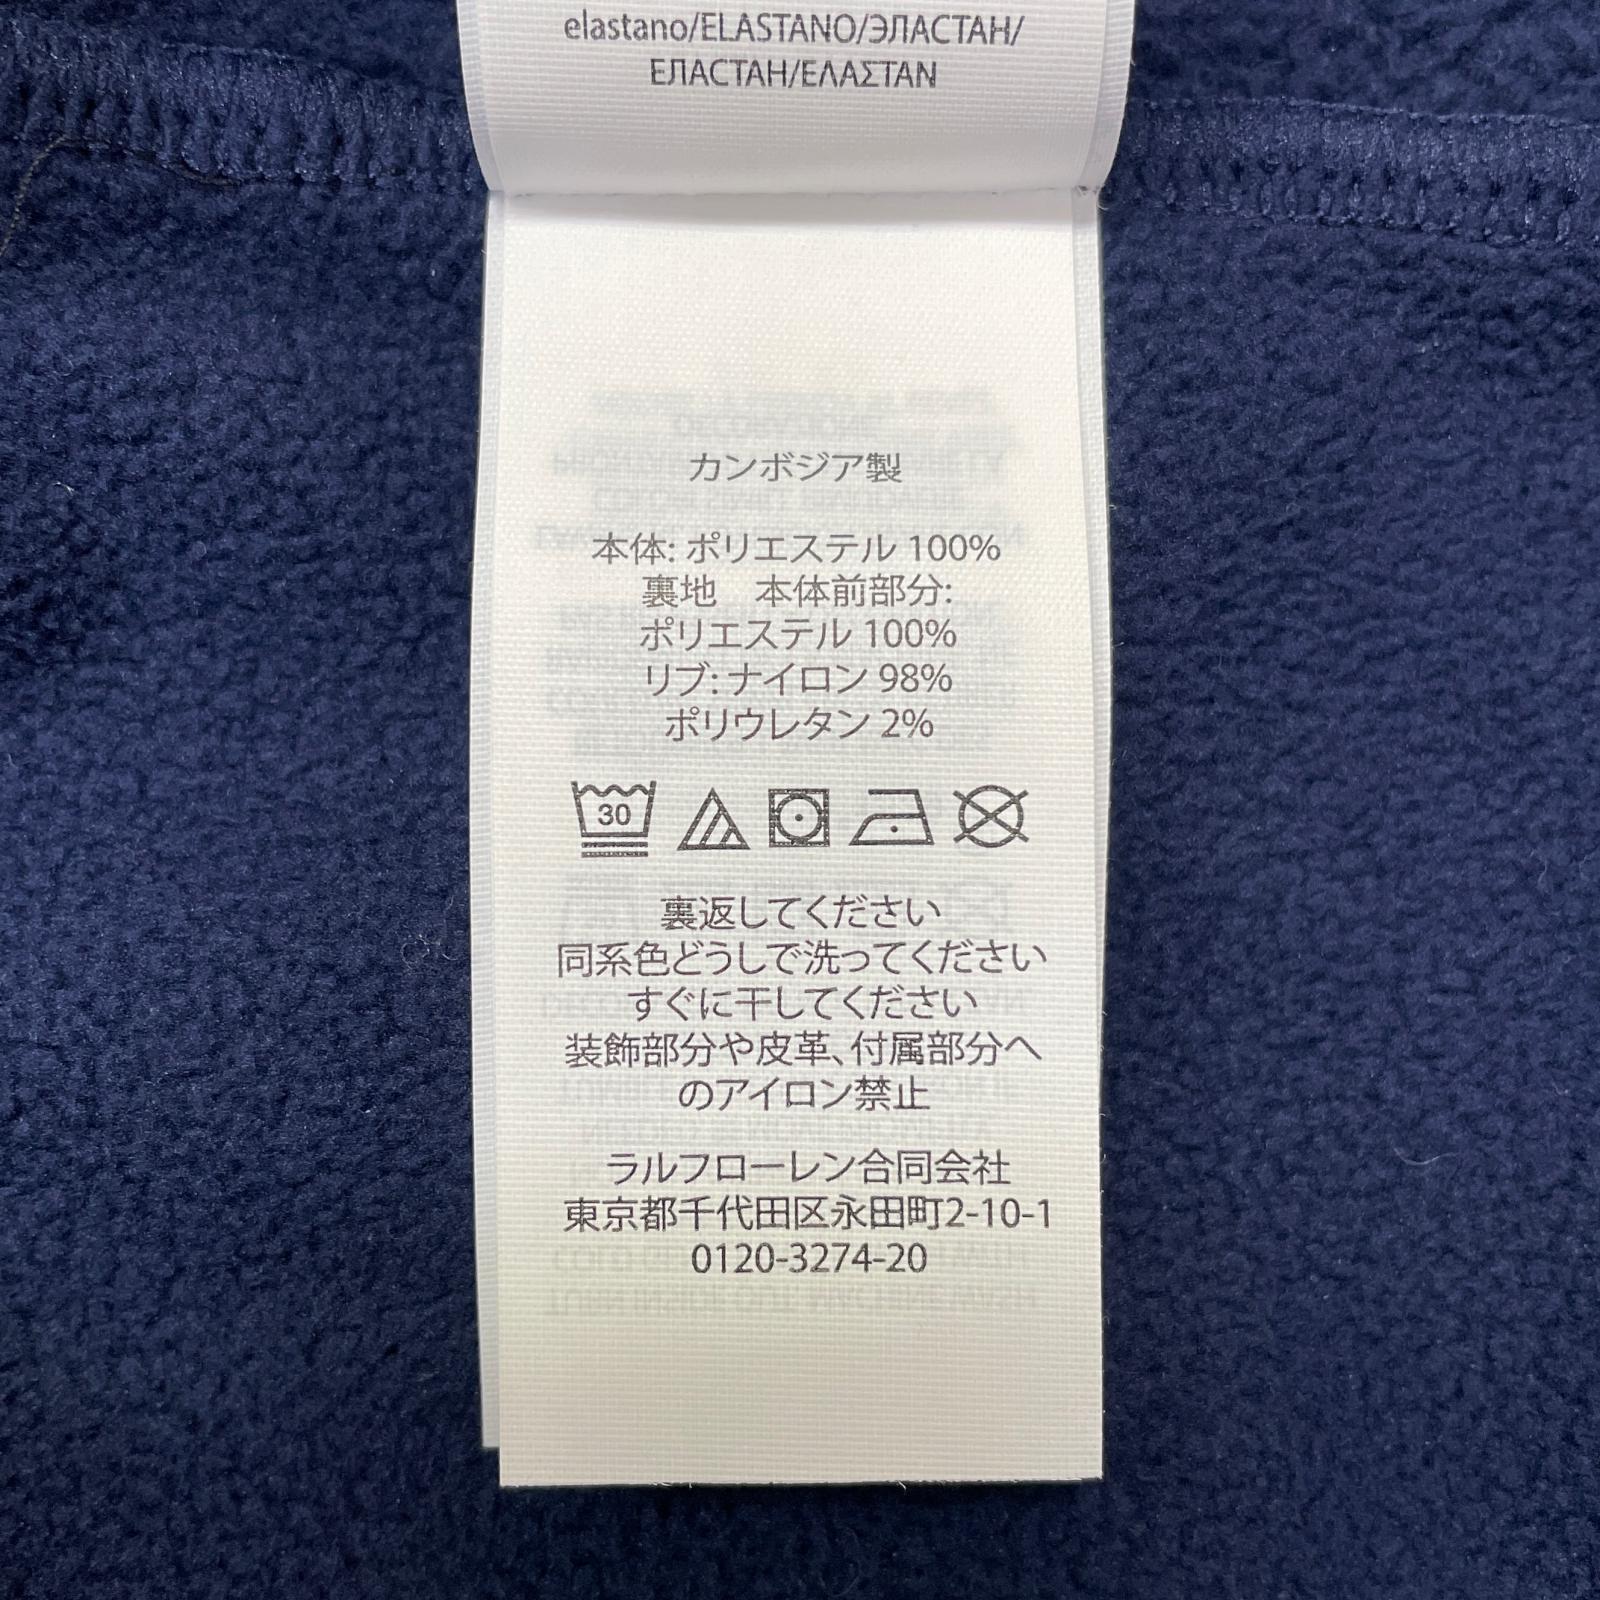 elastano/ELASTANO/ЭЛАСТАН/
ЕЛАСТАН/ΕΛΑΣΤΑΝ
カンボジア製
本体: ポリエステル 100%
裏地　本体前部分:
ポリエステル 100%
リブ: ナイロン 98%
ポリウレタン 2%
30
裏返してください
同系色どうしで洗ってください
すぐに干してください
装飾部分や皮革、付属部分へ
のアイロン禁止
ラルフローレン合同会社
東京都千代田区永田町2-10-1
0120-3274-20